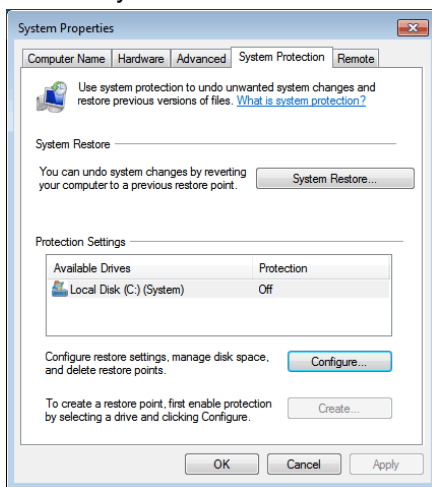 System Properties
Computer Name Hardware Advanced System Protection Remote
Use system protection to undo unwanted system changes and
restore previous versions of files. What is system protection?
System Restore
You can undo system changes by reverting
your computer to a previous restore point.
System Restore...
Protection Settings
Available Drives Protection
Local Disk (C:) (System) Off
Configure restore settings, manage disk space,
and delete restore points.
Configure...
To create a restore point, first enable protection
by selecting a drive and clicking Configure.
Create...
OK Cancel Apply